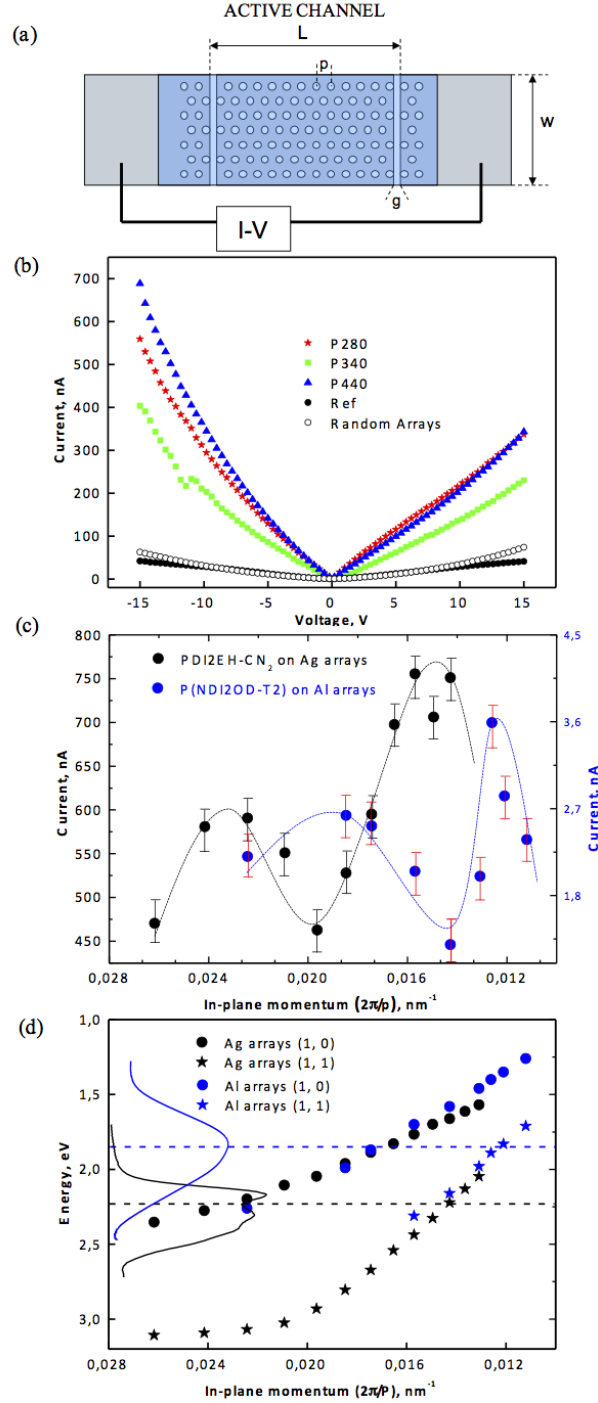 ACTIVE CHANNEL
(a)
L
p
w
g
I-V
(b)
700
600
500
400
300
200
100
0
Current, nA
P280
P340
P440
Ref
Random Arrays
-15 -10 -5 0 5 10 15
Voltage, V
(c)
800
750
700
650
600
550
500
450
Current, nA
PDI2EH-CN2 on Ag arrays
P(NDI2OD-T2) on Al arrays
4,5
3,6
2,7
1,8
Current, nA
0,028 0,024 0,020 0,016 0,012
In-plane momentum (2π/p), nm-1
(d)
1,0
1,5
2,0
2,5
3,0
Energy, eV
Ag arrays (1, 0)
Ag arrays (1, 1)
Al arrays (1, 0)
Al arrays (1, 1)
0,028 0,024 0,020 0,016 0,012
In-plane momentum (2π/P), nm-1